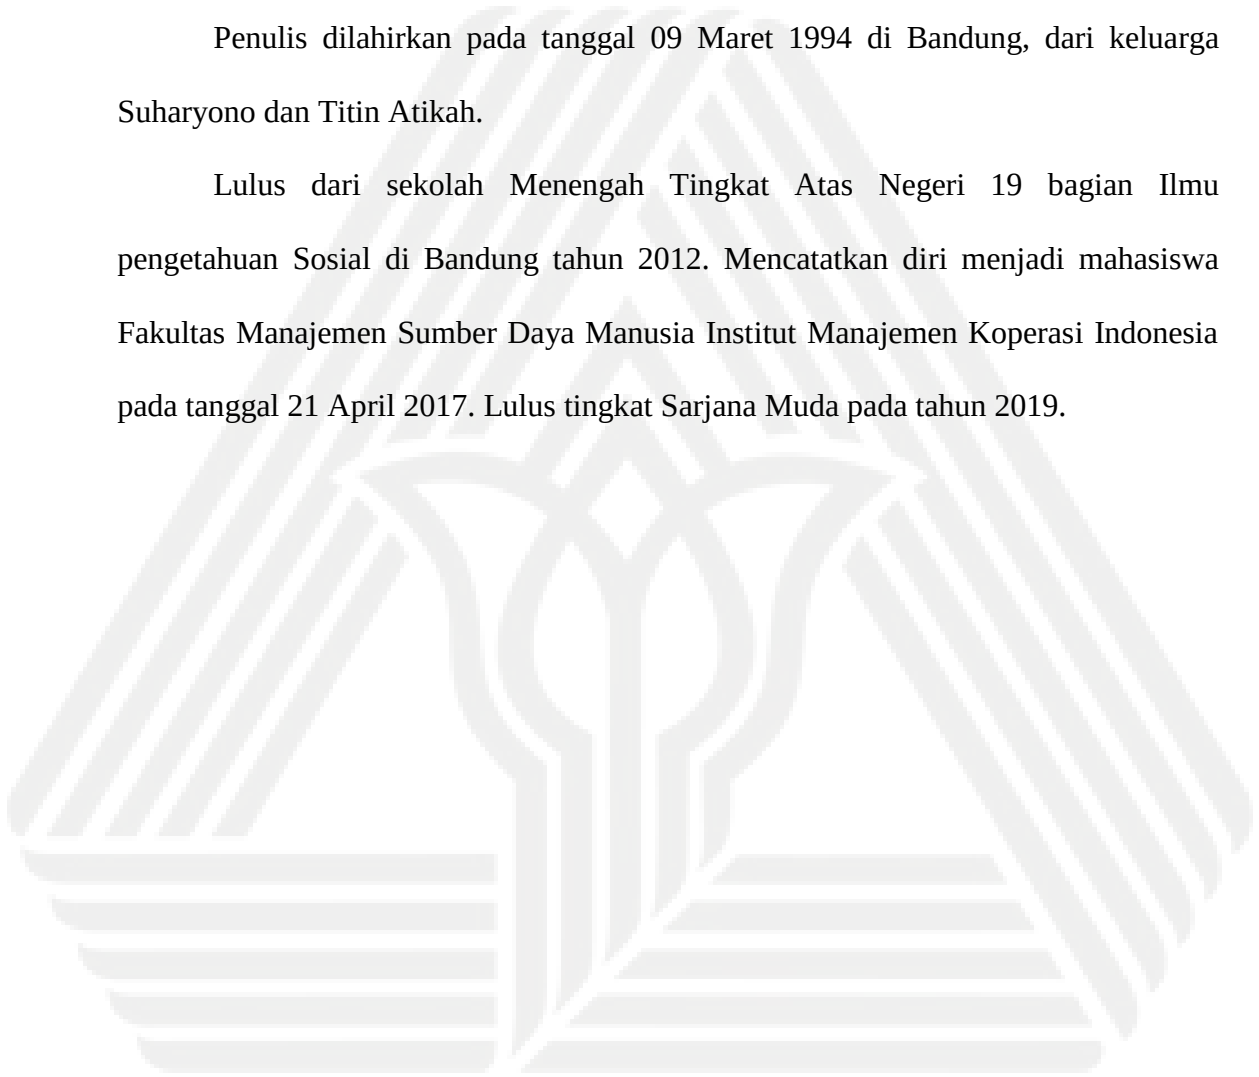 Penulis dilahirkan pada tanggal 09 Maret 1994 di Bandung, dari keluarga
Suharyono dan Titin Atikah.
Lulus dari sekolah Menengah Tingkat Atas Negeri 19 bagian Ilmu
pengetahuan Sosial di Bandung tahun 2012. Mencatatkan diri menjadi mahasiswa
Fakultas Manajemen Sumber Daya Manusia Institut Manajemen Koperasi Indonesia
pada tanggal 21 April 2017. Lulus tingkat Sarjana Muda pada tahun 2019.